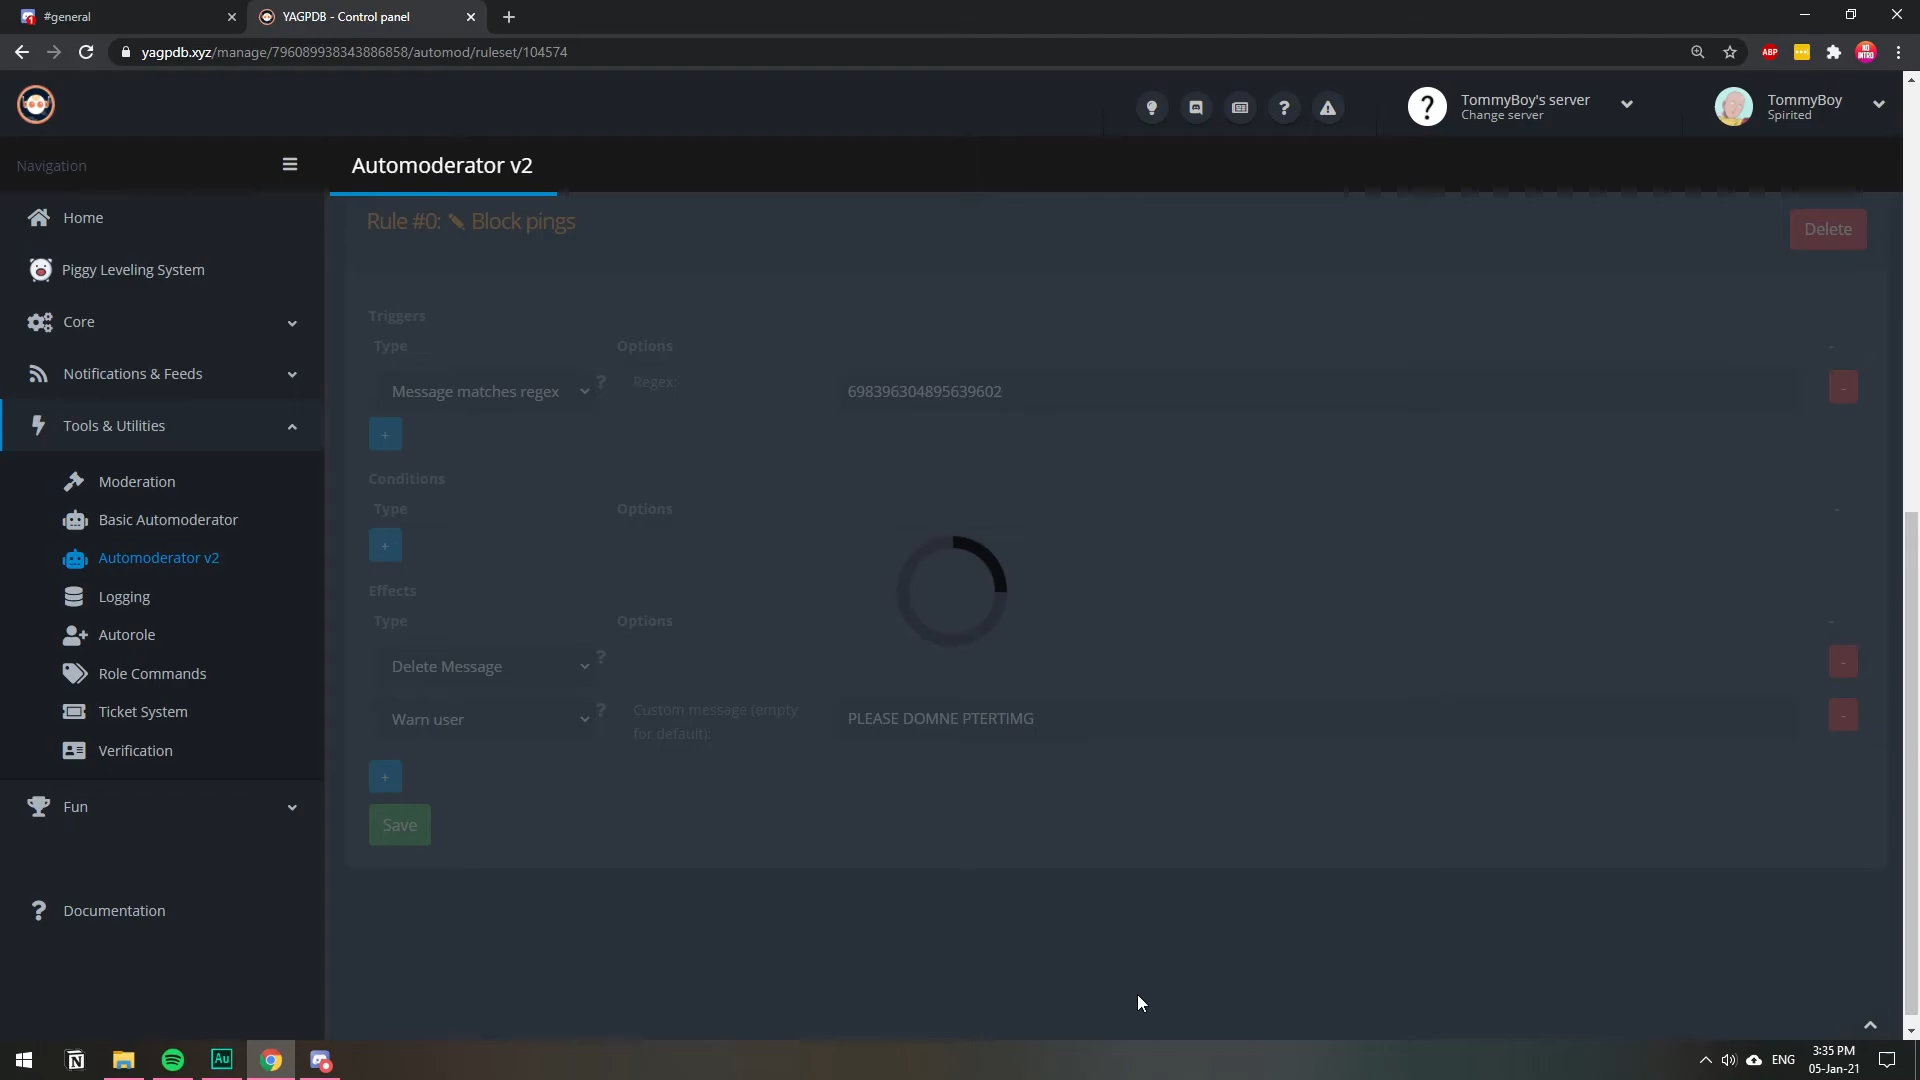 #general
YAGPDB - Control panel
yagpdb.xyz/manage/796089938343886858/automod/ruleset/104574
ABP
NO INTRO
TommyBoy's server
Change server
TommyBoy
Spirited
Navigation
Automoderator v2
Home
Piggy Leveling System
Core
Notifications & Feeds
Tools & Utilities
Moderation
Basic Automoderator
Automoderator v2
Logging
Autorole
Role Commands
Ticket System
Verification
Fun
Documentation
Rule #0: Block pings
Delete
Triggers
Type Options -
Message matches regex ? Regex: 698396304895639602 -
+
Conditions
Type Options -
+
Effects
Type Options -
Delete Message ? -
Warn user ? Custom message (empty for default): PLEASE DOMNE PTERTIMG -
+
Save
Au
ENG
3:35 PM
05-Jan-21